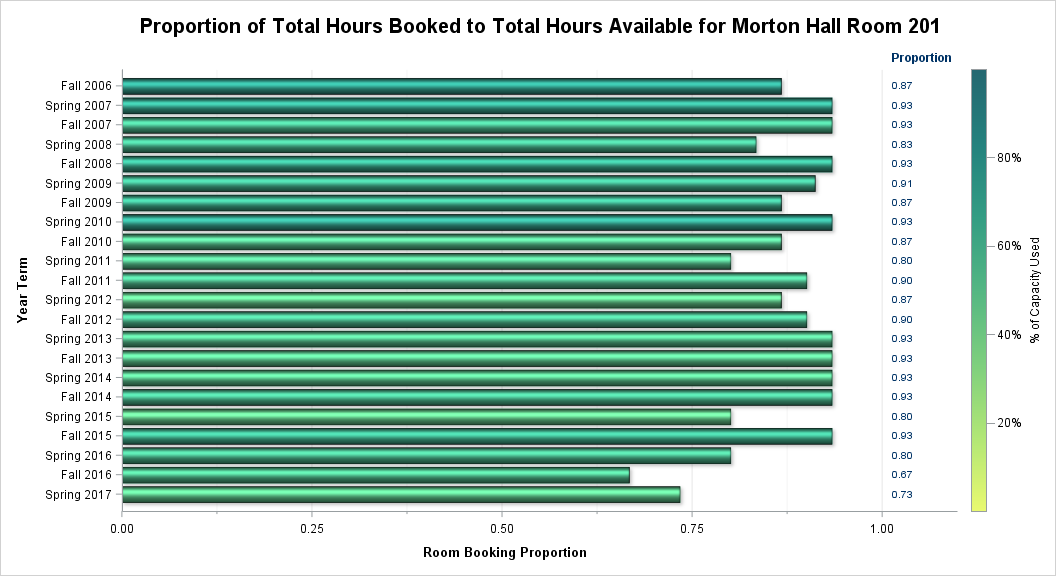 Proportion of Total Hours Booked to Total Hours Available for Morton Hall Room 201
Proportion
Fall 2006 0.87
Spring 2007 0.93
Fall 2007 0.93
Spring 2008 0.83
Fall 2008 0.93
Spring 2009 0.91
Fall 2009 0.87
Spring 2010 0.93
Fall 2010 0.87
Spring 2011 0.80
Fall 2011 0.90
Spring 2012 0.87
Fall 2012 0.90
Spring 2013 0.93
Fall 2013 0.93
Spring 2014 0.93
Fall 2014 0.93
Spring 2015 0.80
Fall 2015 0.93
Spring 2016 0.80
Fall 2016 0.67
Spring 2017 0.73
Year Term
0.00 0.25 0.50 0.75 1.00
Room Booking Proportion
80%
60%
40%
20%
% of Capacity Used